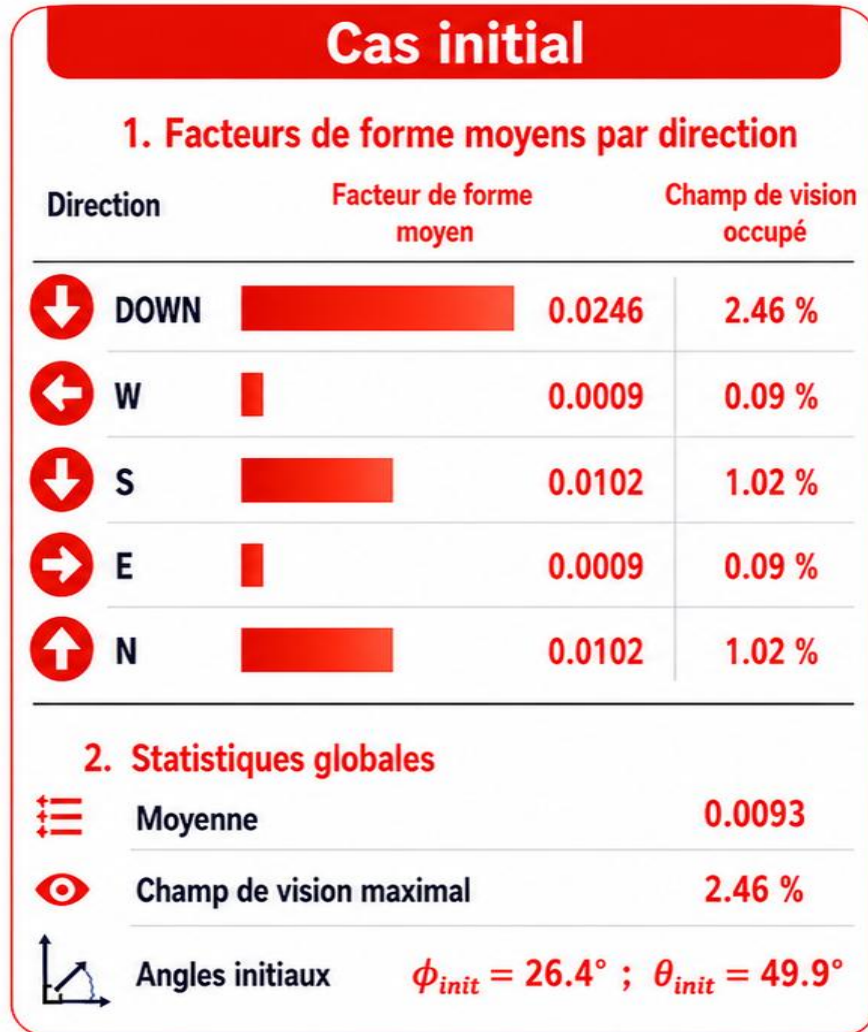 Cas initial
1. Facteurs de forme moyens par direction
Direction
Facteur de forme
moyen
Champ de vision
occupé
DOWN 0.0246 2.46 %
W 0.0009 0.09 %
S 0.0102 1.02 %
E 0.0009 0.09 %
N 0.0102 1.02 %
2. Statistiques globales
Moyenne 0.0093
Champ de vision maximal 2.46 %
Angles initiaux ϕ_init = 26.4° ; θ_init = 49.9°